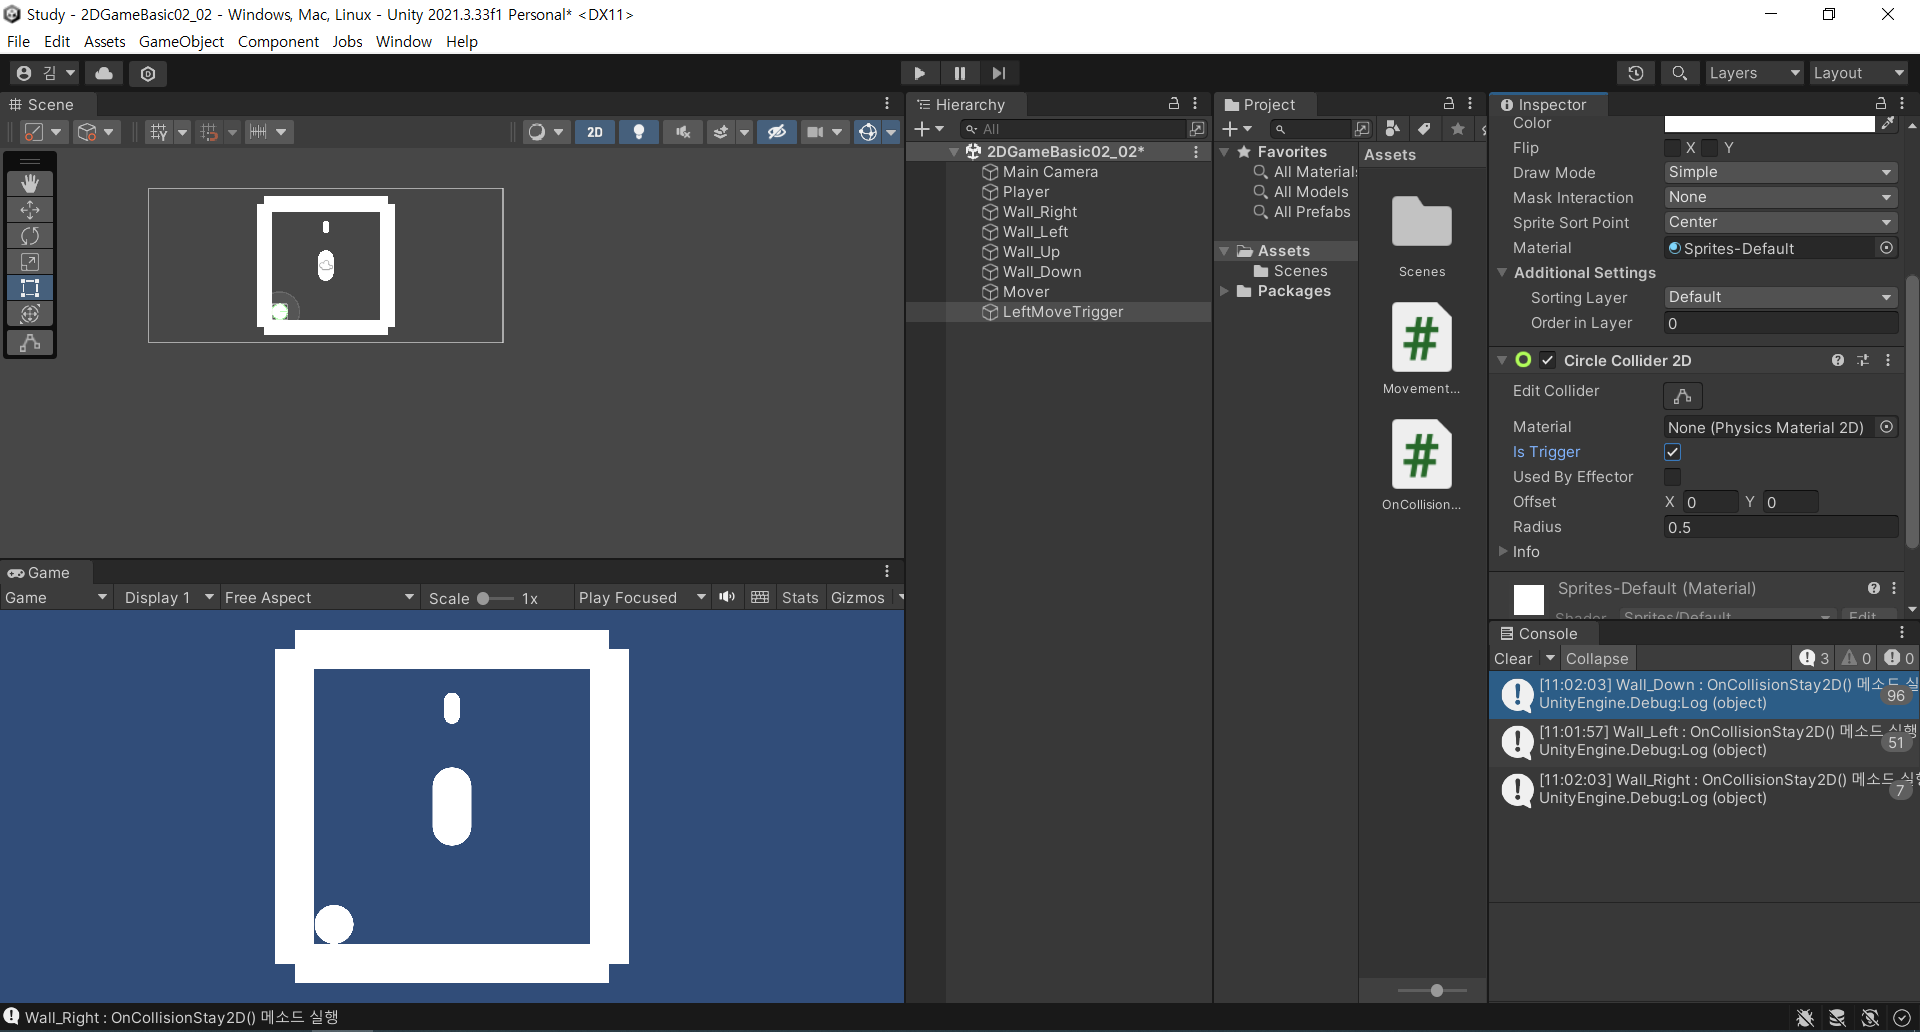 Study - 2DGameBasic02_02 - Windows, Mac, Linux - Unity 2021.3.33f1 Personal* <DX11>
File Edit Assets GameObject Component Jobs Window Help
김 Layers Layout
Scene
2D
Game
Game Display 1 Free Aspect Scale 1x Play Focused Stats Gizmos
Hierarchy
All
2DGameBasic02_02*
Main Camera
Player
Wall_Right
Wall_Left
Wall_Up
Wall_Down
Mover
LeftMoveTrigger
Project
Favorites
All Materials
All Models
All Prefabs
Assets
Scenes
Packages
Assets
Scenes
#
Movement...
#
OnCollision...
Inspector
Color
Flip X Y
Draw Mode Simple
Mask Interaction None
Sprite Sort Point Center
Material Sprites-Default
Additional Settings
Sorting Layer Default
Order in Layer 0
Circle Collider 2D
Edit Collider
Material None (Physics Material 2D)
Is Trigger
Used By Effector
Offset X 0 Y 0
Radius 0.5
Info
Sprites-Default (Material)
Shader Sprites/Default Edit
Console
Clear Collapse 3 0 0
[11:02:03] Wall_Down : OnCollisionStay2D() 메소드 실
UnityEngine.Debug:Log (object) 96
[11:01:57] Wall_Left : OnCollisionStay2D() 메소드 실행
UnityEngine.Debug:Log (object) 51
[11:02:03] Wall_Right : OnCollisionStay2D() 메소드 실행
UnityEngine.Debug:Log (object) 7
Wall_Right : OnCollisionStay2D() 메소드 실행